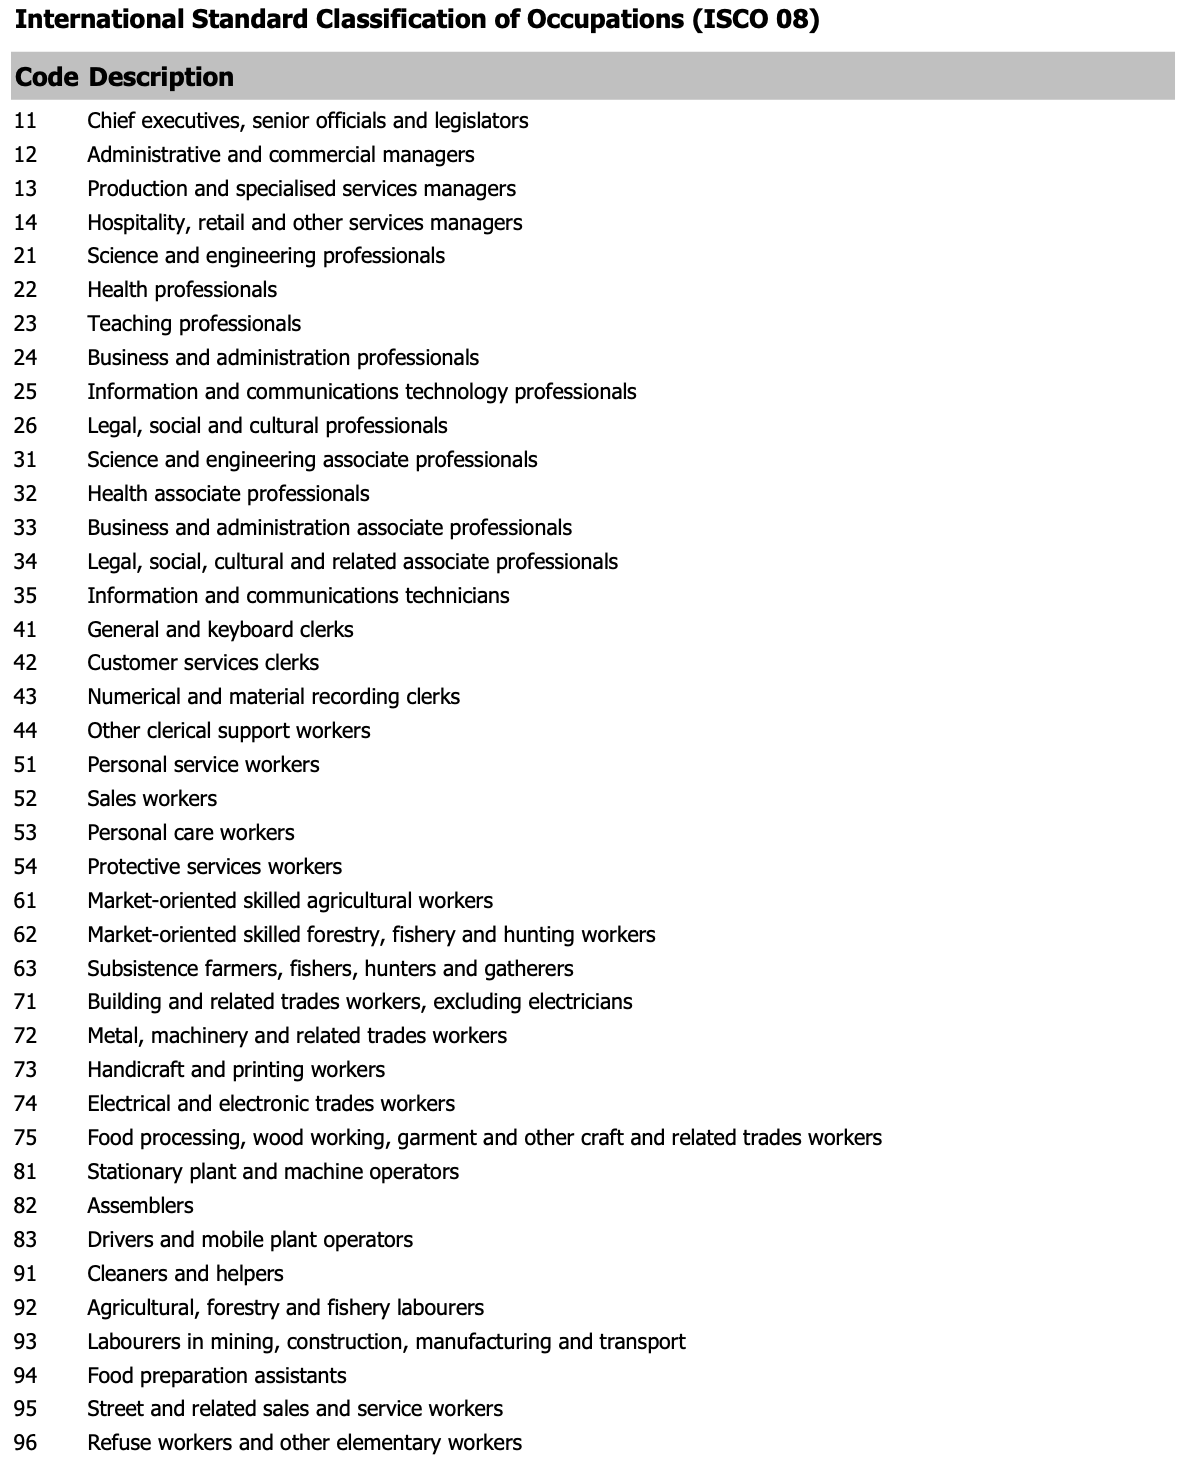 International Standard Classification of Occupations (ISCO 08)
Code Description
11 Chief executives, senior officials and legislators
12 Administrative and commercial managers
13 Production and specialised services managers
14 Hospitality, retail and other services managers
21 Science and engineering professionals
22 Health professionals
23 Teaching professionals
24 Business and administration professionals
25 Information and communications technology professionals
26 Legal, social and cultural professionals
31 Science and engineering associate professionals
32 Health associate professionals
33 Business and administration associate professionals
34 Legal, social, cultural and related associate professionals
35 Information and communications technicians
41 General and keyboard clerks
42 Customer services clerks
43 Numerical and material recording clerks
44 Other clerical support workers
51 Personal service workers
52 Sales workers
53 Personal care workers
54 Protective services workers
61 Market-oriented skilled agricultural workers
62 Market-oriented skilled forestry, fishery and hunting workers
63 Subsistence farmers, fishers, hunters and gatherers
71 Building and related trades workers, excluding electricians
72 Metal, machinery and related trades workers
73 Handicraft and printing workers
74 Electrical and electronic trades workers
75 Food processing, wood working, garment and other craft and related trades workers
81 Stationary plant and machine operators
82 Assemblers
83 Drivers and mobile plant operators
91 Cleaners and helpers
92 Agricultural, forestry and fishery labourers
93 Labourers in mining, construction, manufacturing and transport
94 Food preparation assistants
95 Street and related sales and service workers
96 Refuse workers and other elementary workers